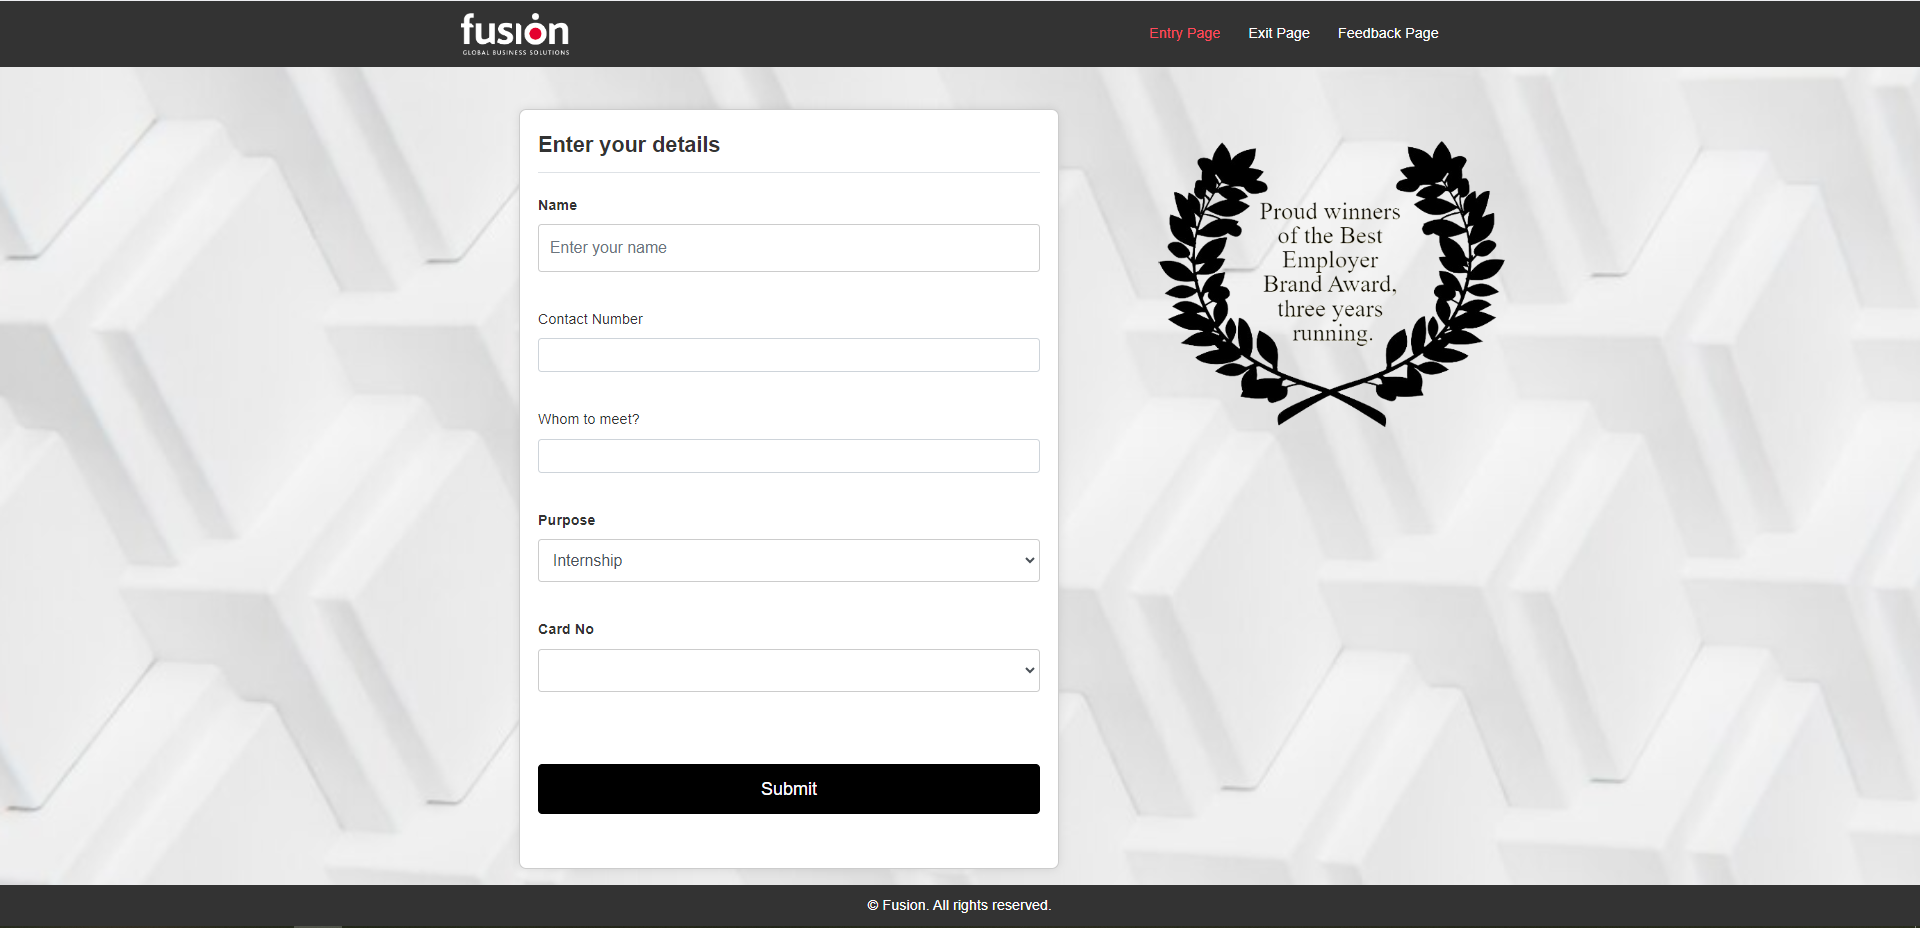 fusion
GLOBAL BUSINESS SOLUTIONS
Entry Page
Exit Page
Feedback Page
Enter your details
Name
Enter your name
Contact Number
Whom to meet?
Purpose
Internship
Card No
Submit
Proud winners
of the Best
Employer
Brand Award,
three years
running.
© Fusion. All rights reserved.